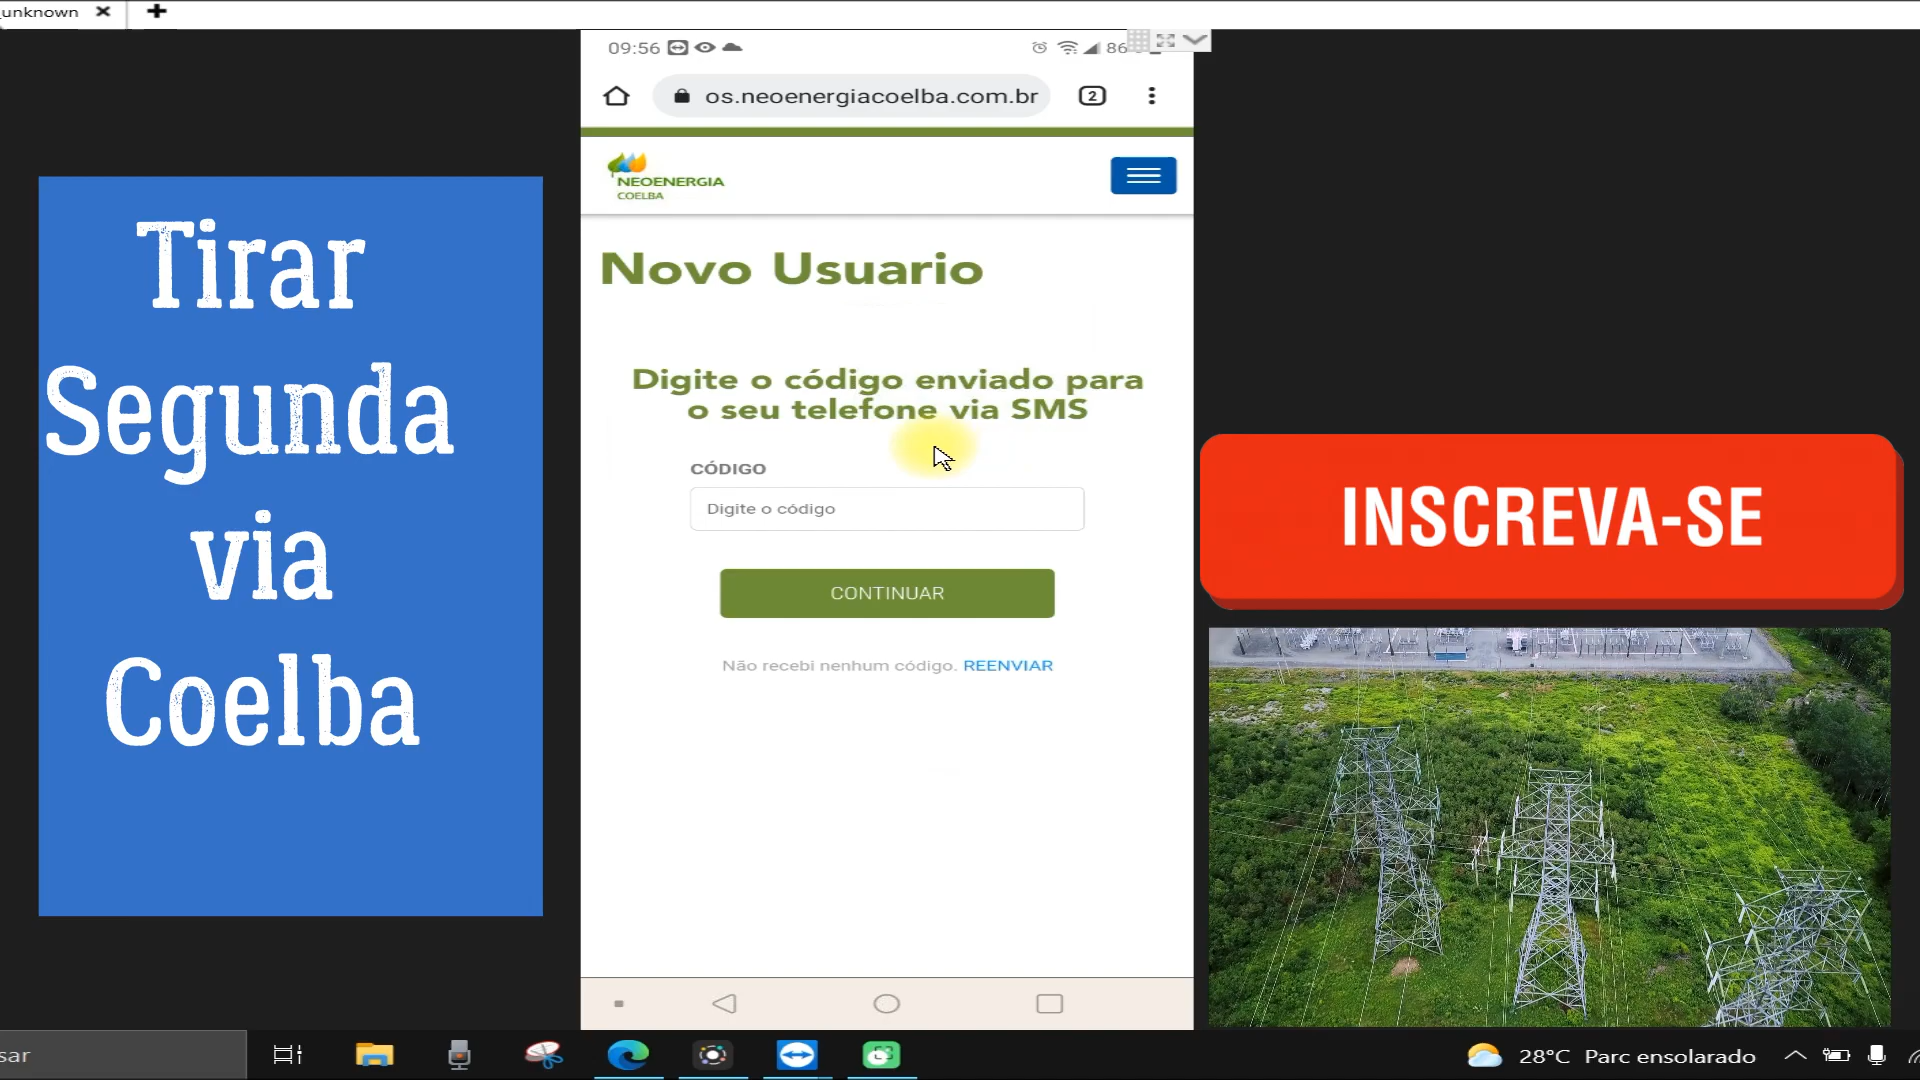 unknown
09:56
86
os.neoenergiacoelba.com.br
2
NEOENERGIA
COELBA
Novo Usuario
Digite o código enviado para
o seu telefone via SMS
CÓDIGO
Digite o código
CONTINUAR
Não recebi nenhum código. REENVIAR
Tirar
Segunda
via
Coelba
INSCREVA-SE
sar
28°C Parc ensolarado